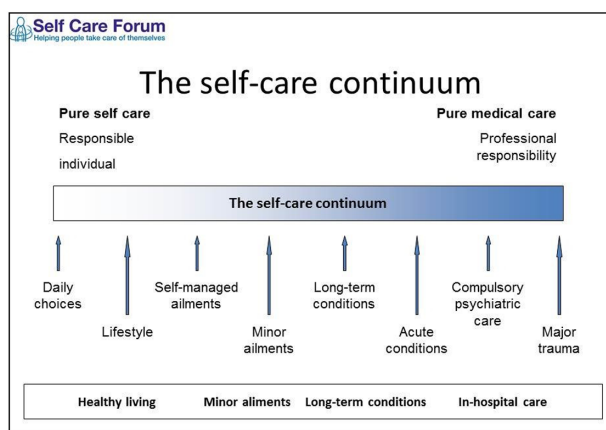 Self Care Forum
Helping people take care of themselves
The self-care continuum
Pure self care
Responsible
individual
Pure medical care
Professional
responsibility
The self-care continuum
Daily
choices
Lifestyle
Self-managed
ailments
Minor
ailments
Long-term
conditions
Acute
conditions
Compulsory
psychiatric
care
Major
trauma
Healthy living
Minor aliments
Long-term conditions
In-hospital care